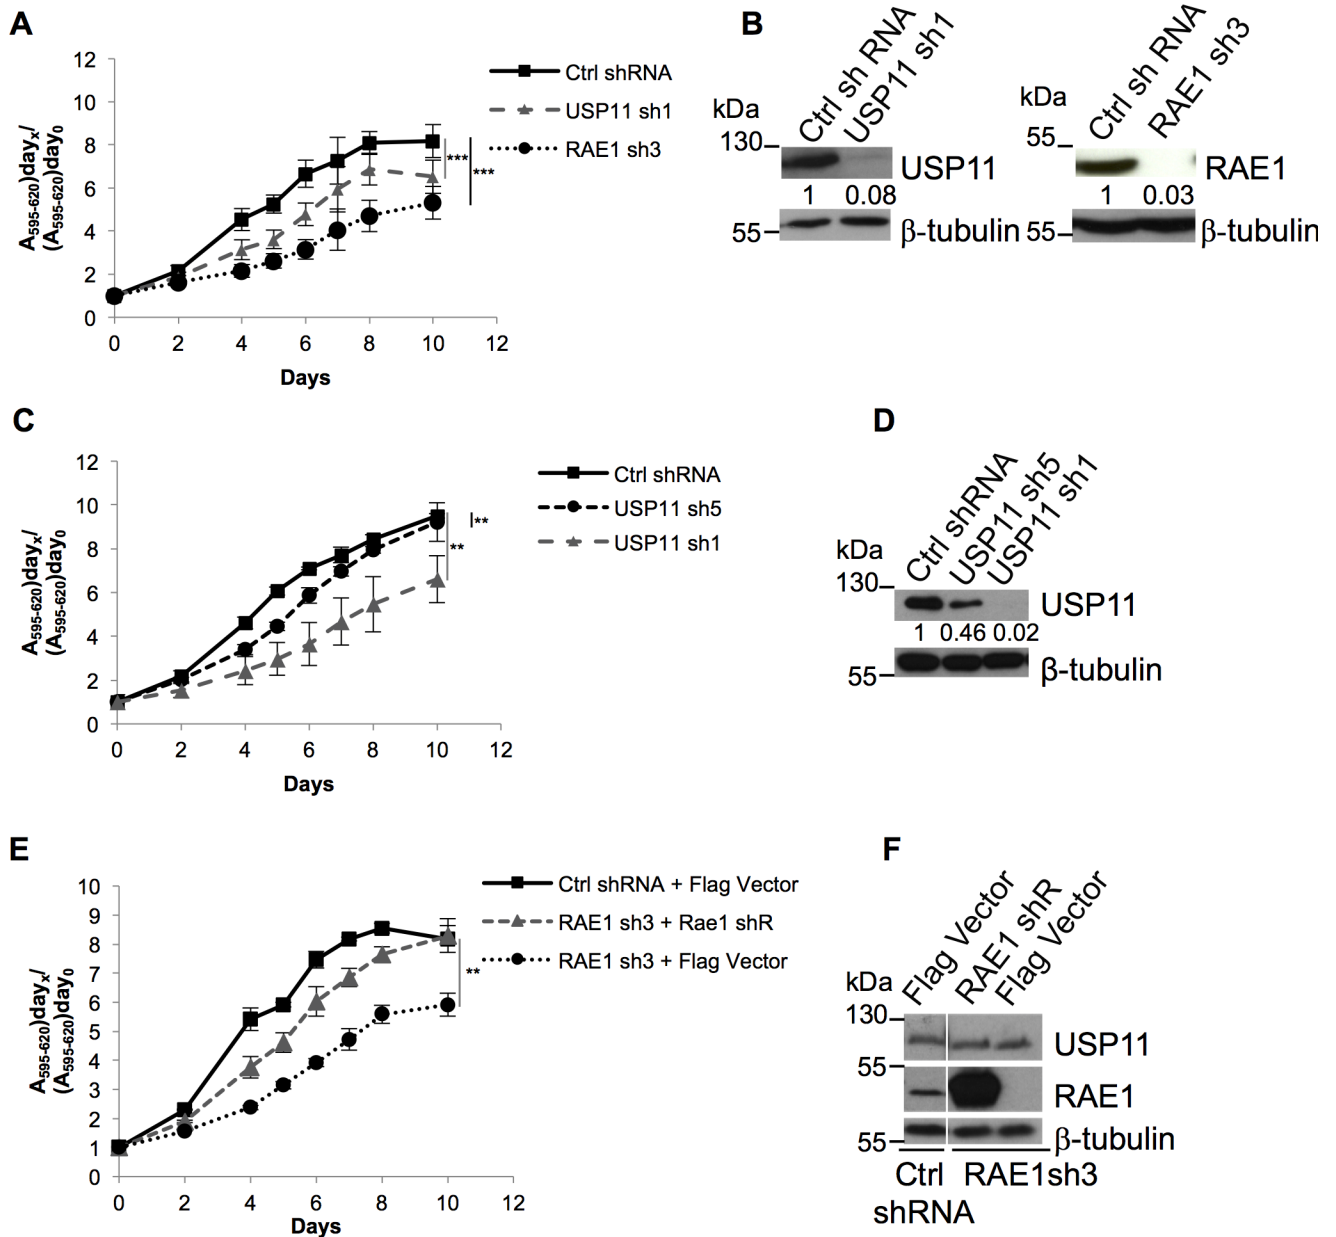 A
12
10
8
6
4
2
0
0 2 4 6 8 10 12
Days
A595-620)dayx/
(A595-620)day0
Ctrl shRNA
USP11 sh1
RAE1 sh3
***
***
B
kDa
Ctrl sh RNA
USP11 sh1
130
USP11
1 0.08
55
β-tubulin
kDa
Ctrl sh RNA
RAE1 sh3
55
RAE1
1 0.03
55
β-tubulin
C
12
10
8
6
4
2
0
0 2 4 6 8 10 12
Days
A595-620)dayx/
(A595-620)day0
Ctrl shRNA
USP11 sh5
USP11 sh1
**
**
D
kDa
Ctrl shRNA
USP11 sh5
USP11 sh1
130
USP11
1 0.46 0.02
55
β-tubulin
E
10
9
8
7
6
5
4
3
2
1
0
0 2 4 6 8 10 12
Days
A595-620)dayx/
(A595-620)day0
Ctrl shRNA + Flag Vector
RAE1 sh3 + Rae1 shR
RAE1 sh3 + Flag Vector
**
F
kDa
Flag Vector
RAE1 shR
Flag Vector
130
USP11
55
RAE1
55
β-tubulin
Ctrl
shRNA
RAE1sh3